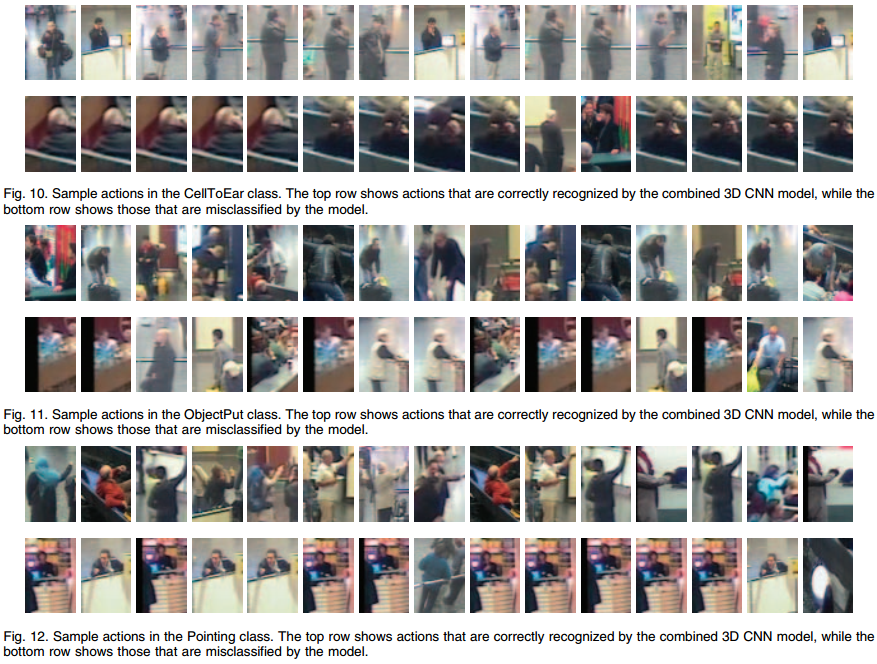 Fig. 10. Sample actions in the CellToEar class. The top row shows actions that are correctly recognized by the combined 3D CNN model, while the
bottom row shows those that are misclassified by the model.
Fig. 11. Sample actions in the ObjectPut class. The top row shows actions that are correctly recognized by the combined 3D CNN model, while the
bottom row shows those that are misclassified by the model.
Fig. 12. Sample actions in the Pointing class. The top row shows actions that are correctly recognized by the combined 3D CNN model, while the
bottom row shows those that are misclassified by the model.